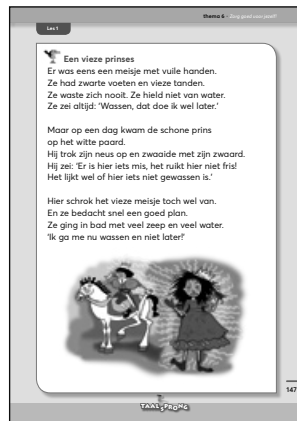 thema 6 - Zorg goed voor jezelf!
Les 1
Een vieze prinses
Er was eens een meisje met vuile handen.
Ze had zwarte voeten en vieze tanden.
Ze waste zich nooit. Ze hield niet van water.
Ze zei altijd: ‘Wassen, dat doe ik wel later.’
Maar op een dag kwam de schone prins
op het witte paard.
Hij trok zijn neus op en zwaaide met zijn zwaard.
Hij zei: ‘Er is hier iets mis, het ruikt hier niet fris!
Het lijkt wel of hier iets niet gewassen is.’
Hier schrok het vieze meisje toch wel van.
En ze bedacht snel een goed plan.
Ze ging in bad met veel zeep en veel water.
‘Ik ga me nu wassen en niet later!’
147
TAALSPRONG